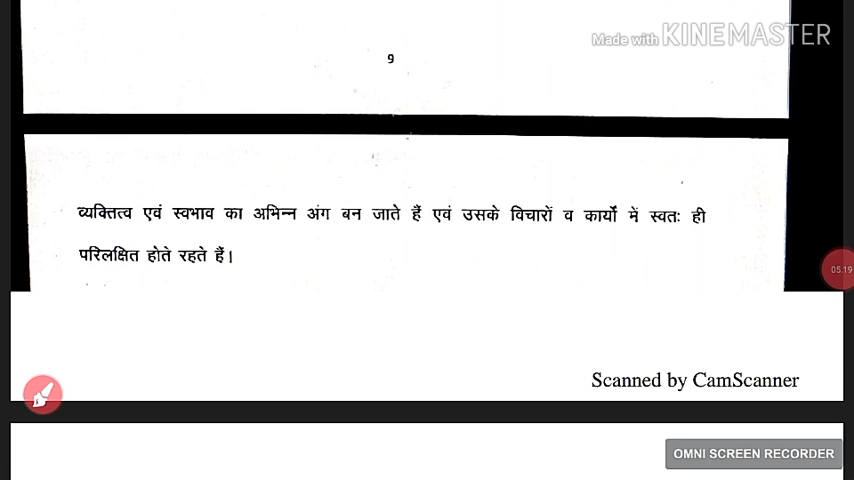 Made with KINEMASTER
9
व्यक्तित्व एवं स्वभाव का अभिन्न अंग बन जाते हैं एवं उसके विचारों व कार्यों में स्वतः ही
परिलक्षित होते रहते हैं।
05:19
Scanned by CamScanner
OMNI SCREEN RECORDER